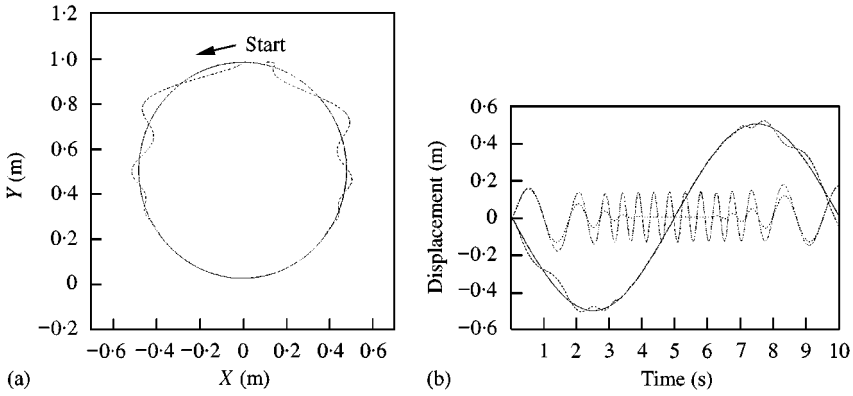 1·2
1·0
0·8
0·6
0·4
0·2
0
−0·2
Y (m)
Start
−0·6 −0·4 −0·2 0 0·2 0·4 0·6
X (m)
(a)
0·6
0·4
0·2
0
−0·2
−0·4
−0·6
Displacement (m)
1 2 3 4 5 6 7 8 9 10
Time (s)
(b)